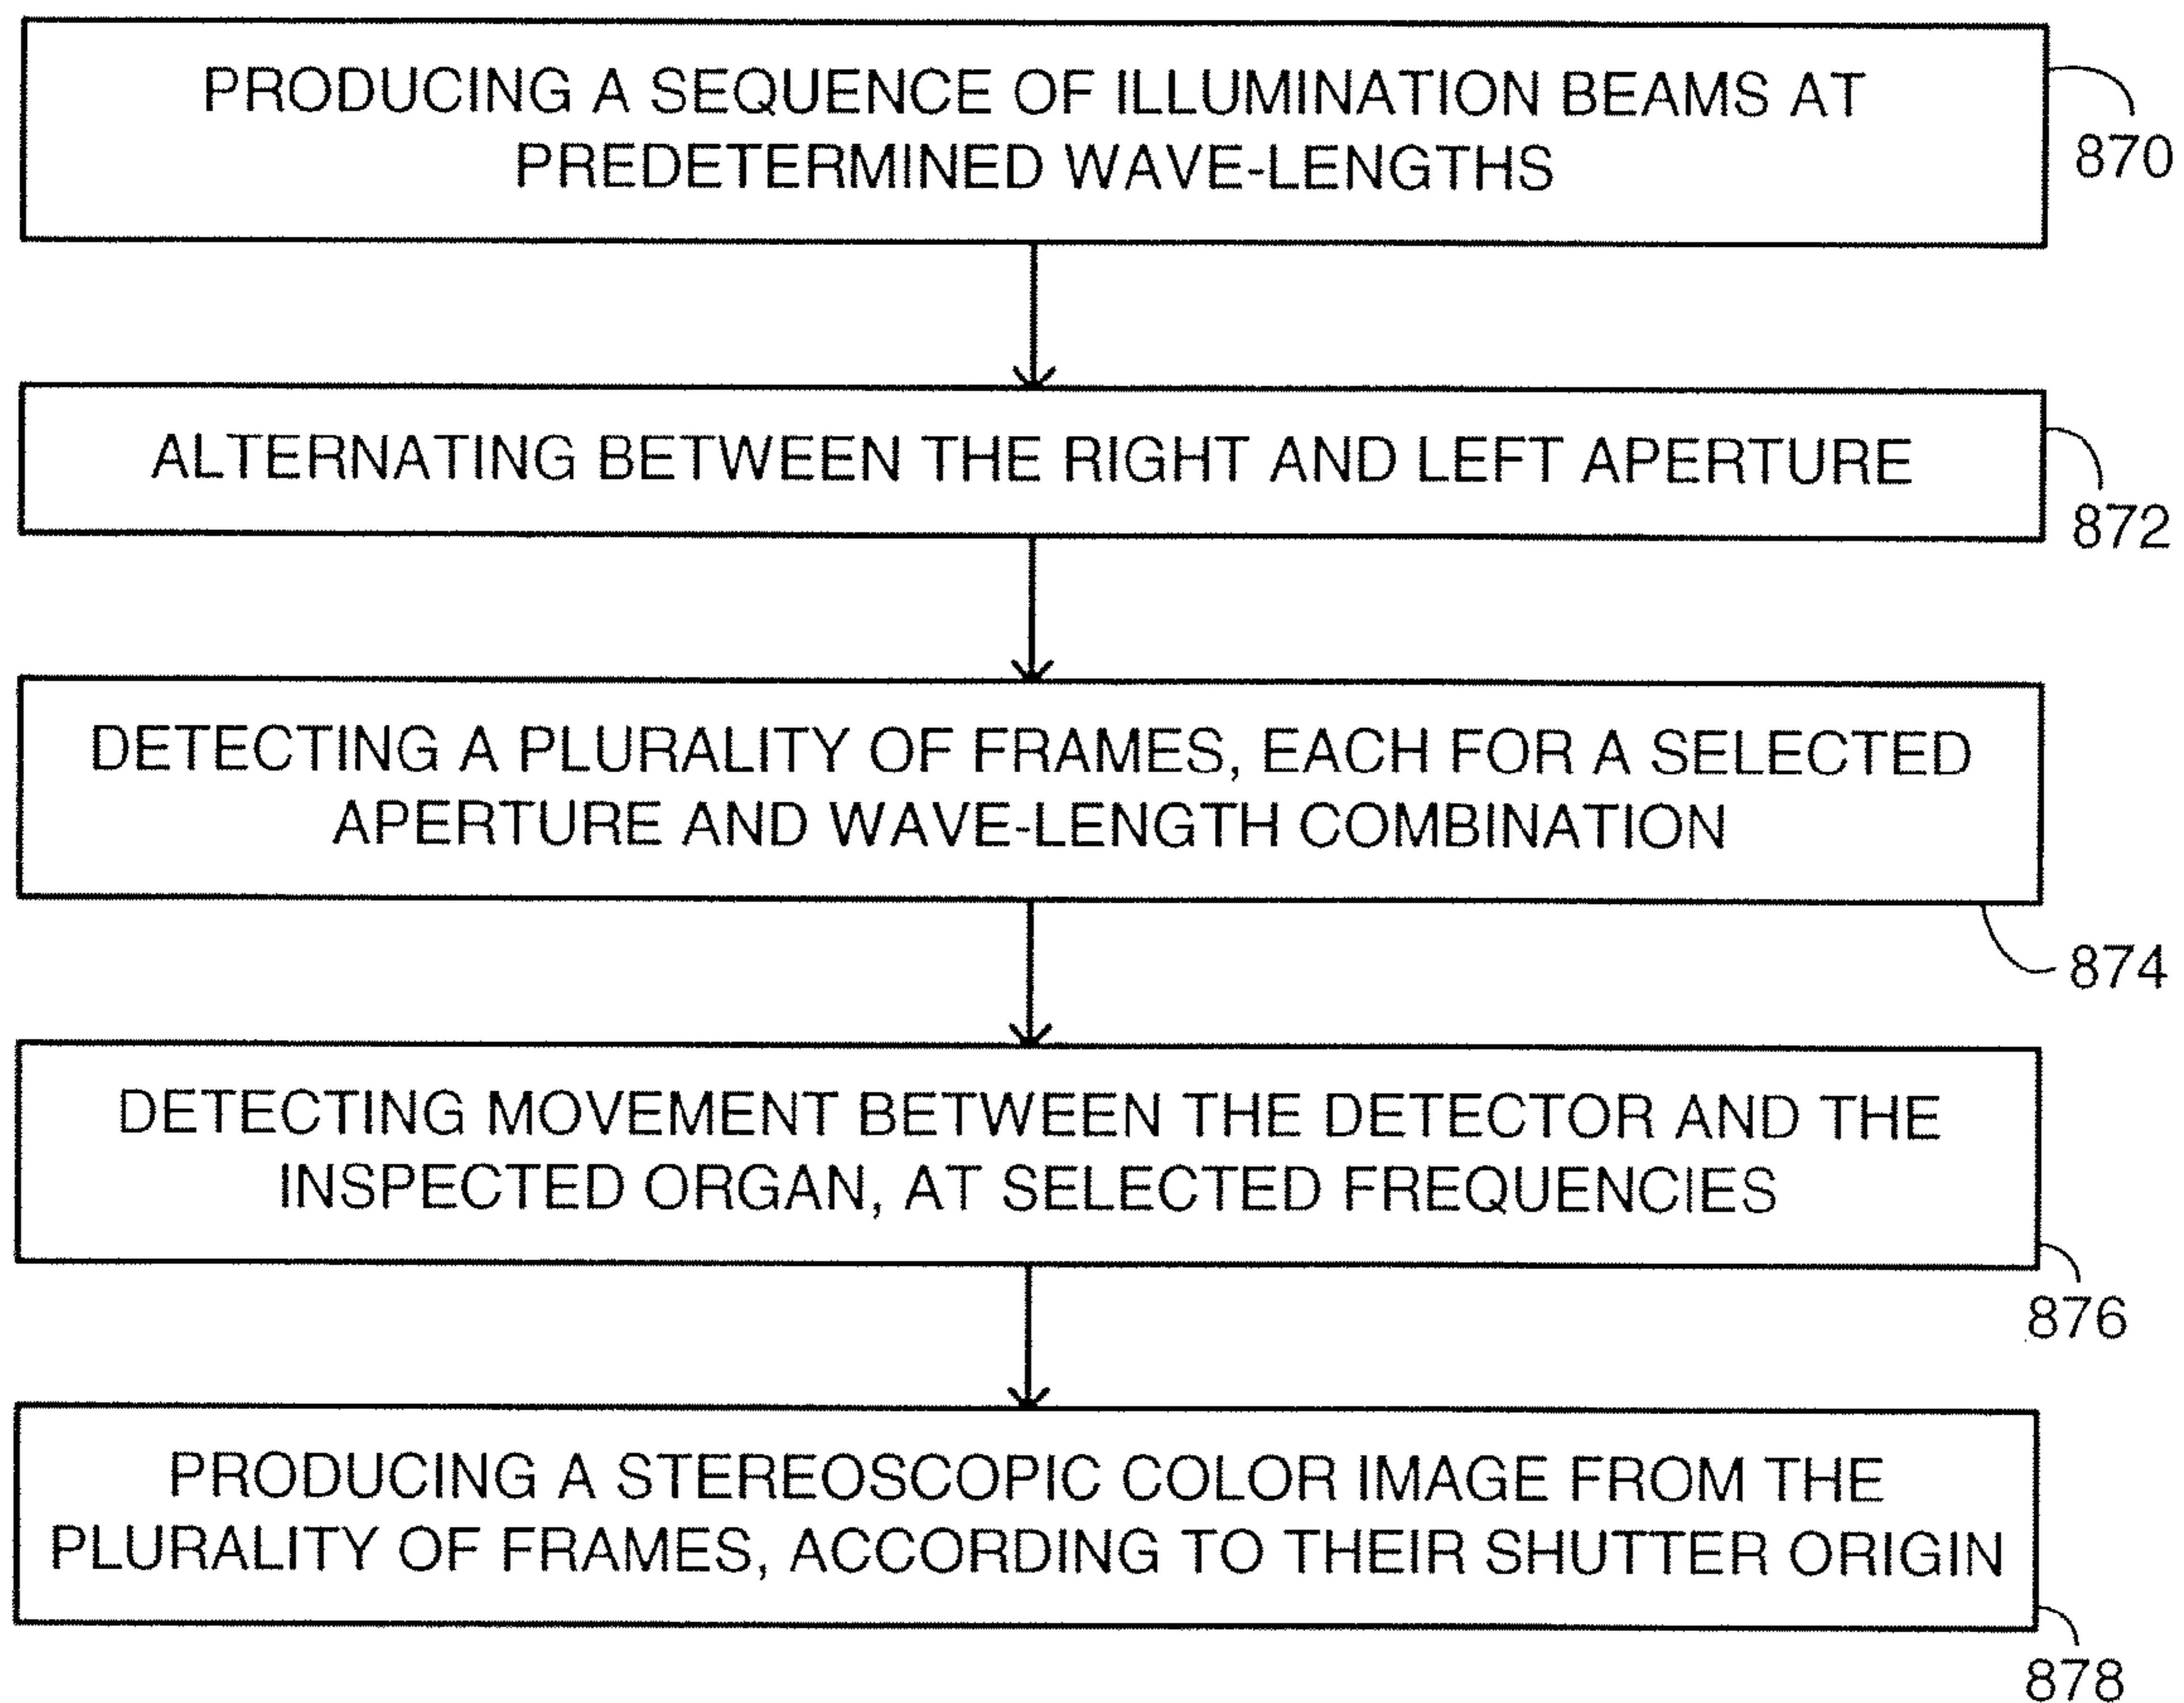 PRODUCING A SEQUENCE OF ILLUMINATION BEAMS AT
PREDETERMINED WAVE-LENGTHS
870
ALTERNATING BETWEEN THE RIGHT AND LEFT APERTURE
872
DETECTING A PLURALITY OF FRAMES, EACH FOR A SELECTED
APERTURE AND WAVE-LENGTH COMBINATION
874
DETECTING MOVEMENT BETWEEN THE DETECTOR AND THE
INSPECTED ORGAN, AT SELECTED FREQUENCIES
876
PRODUCING A STEREOSCOPIC COLOR IMAGE FROM THE
PLURALITY OF FRAMES, ACCORDING TO THEIR SHUTTER ORIGIN
878